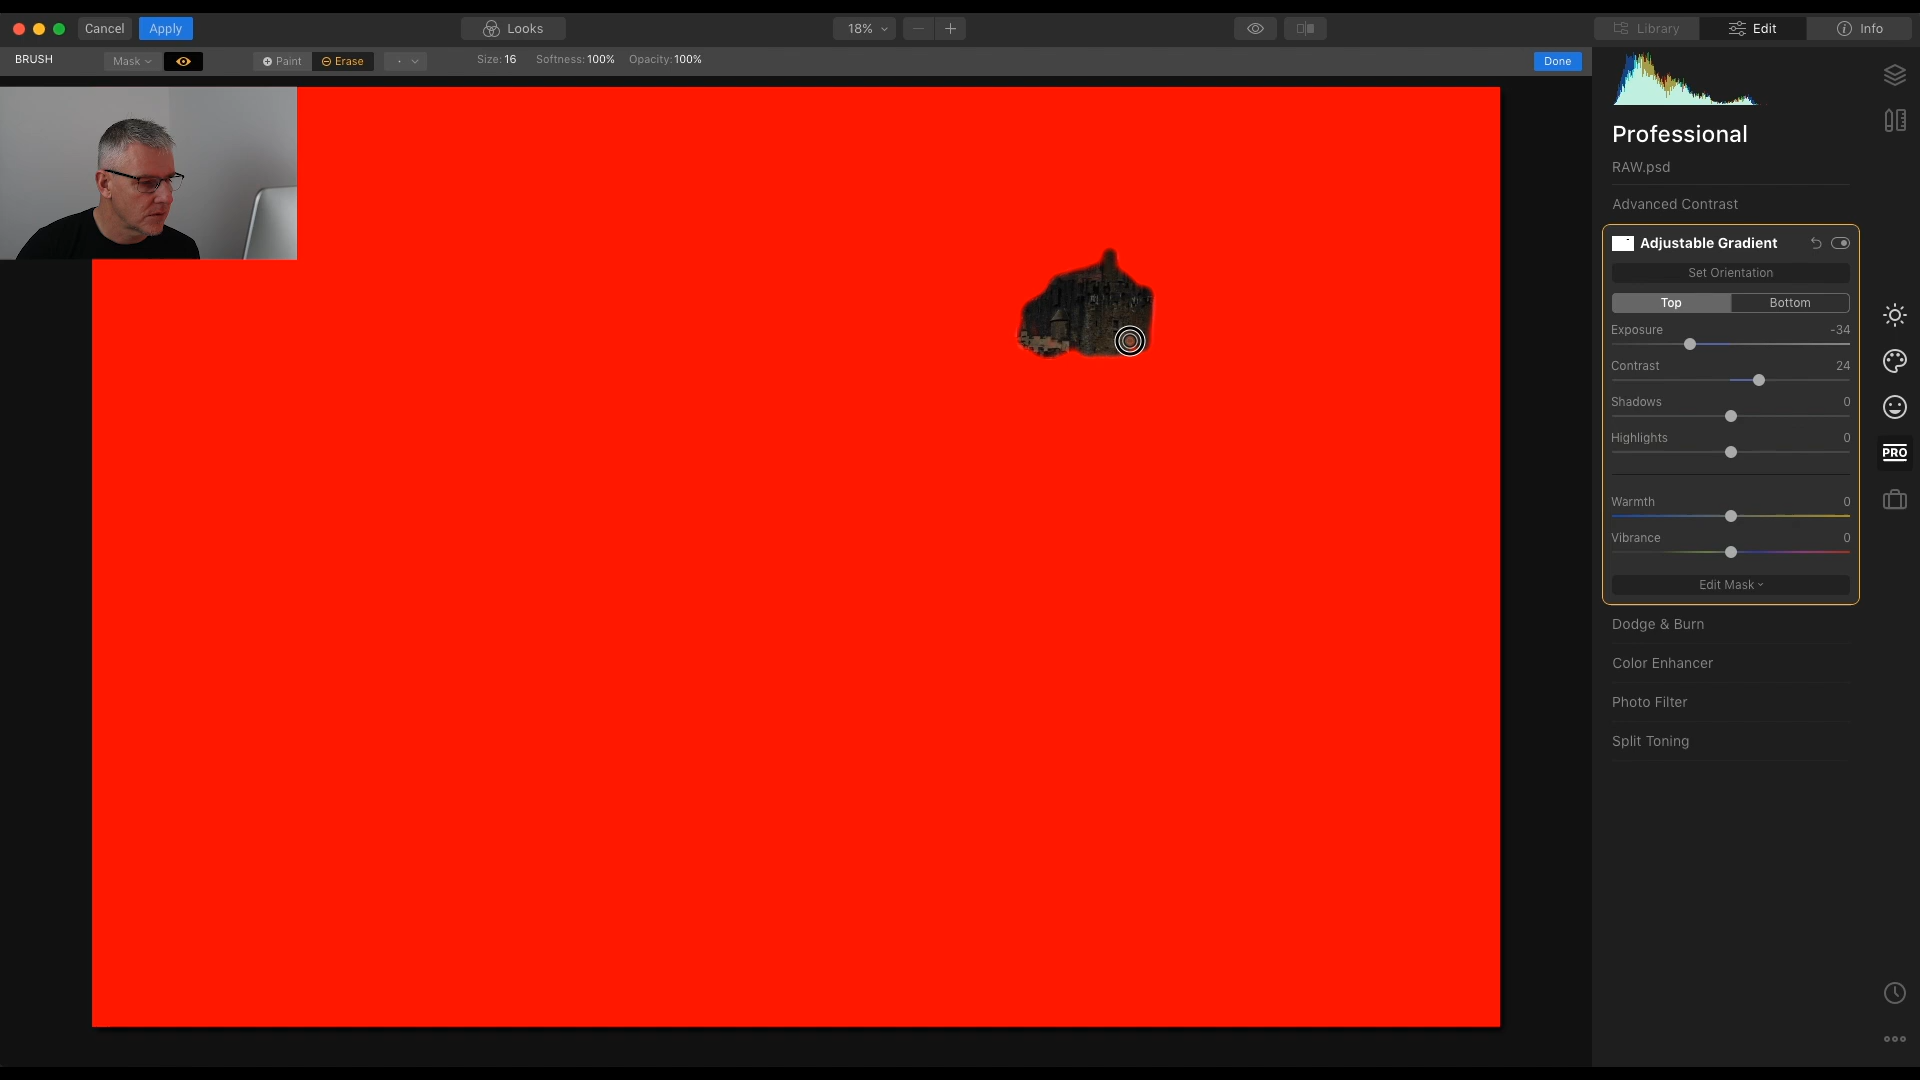 Cancel Apply Looks 18% Library Edit Info
BRUSH Mask Paint Erase Size: 16 Softness: 100% Opacity: 100% Done
Professional
RAW.psd
Advanced Contrast
Adjustable Gradient
Set Orientation
Top Bottom
Exposure -34
Contrast 24
Shadows 0
Highlights 0
Warmth 0
Vibrance 0
Edit Mask
Dodge & Burn
Color Enhancer
Photo Filter
Split Toning
PRO